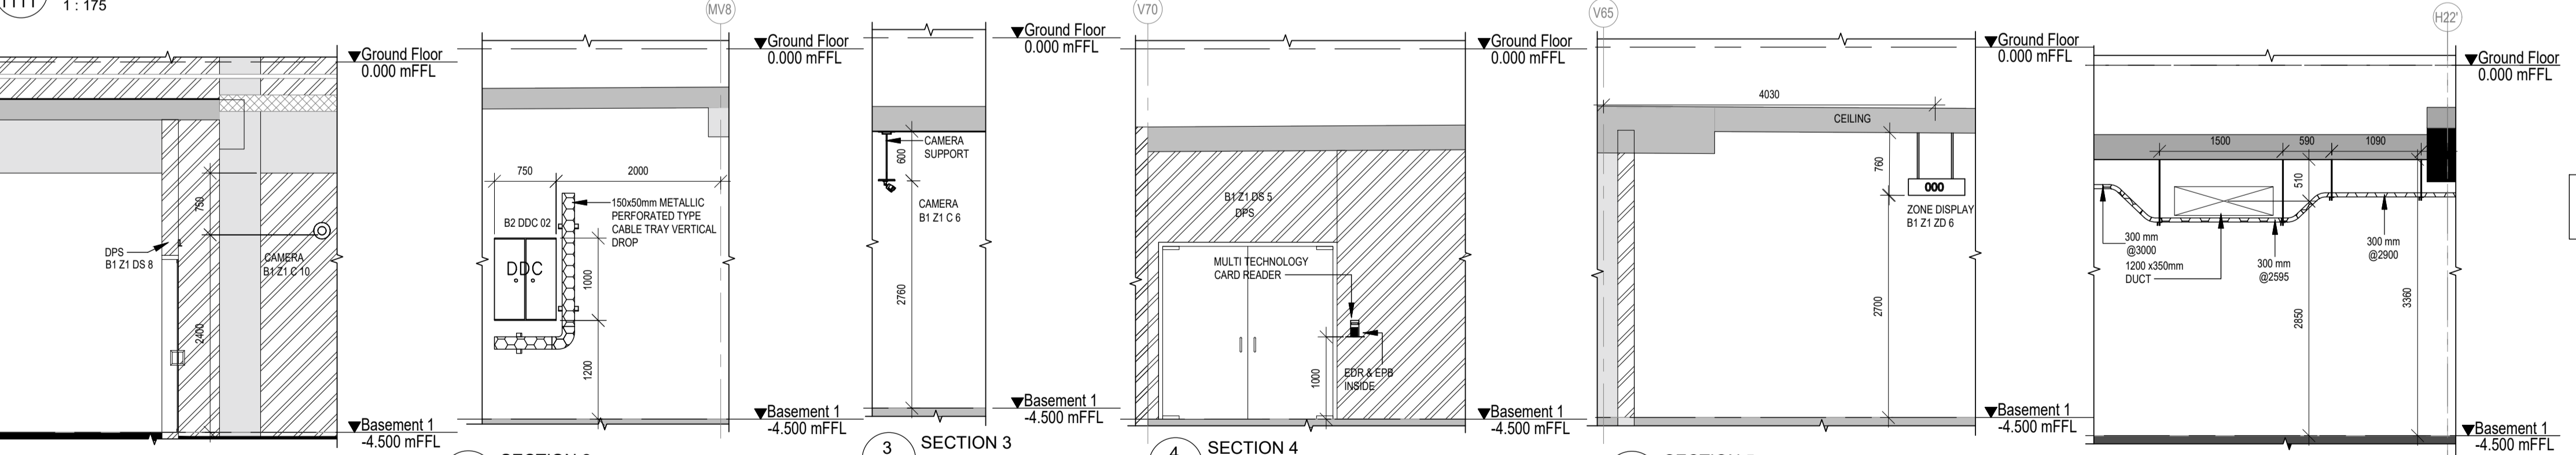 1 : 175
Ground Floor
0.000 mFFL
750
2400
DPS
B1 Z1 DS 8
CAMERA
B1 Z1 C 10
Basement 1
-4.500 mFFL
MV8
Ground Floor
0.000 mFFL
750
2000
150x50mm METALLIC
PERFORATED TYPE
CABLE TRAY VERTICAL
DROP
B2 DDC 02
DDC
1000
1200
Basement 1
-4.500 mFFL
Ground Floor
0.000 mFFL
CAMERA
SUPPORT
600
CAMERA
B1 Z1 C 6
2760
Basement 1
-4.500 mFFL
3
SECTION 3
V70
Ground Floor
0.000 mFFL
B1 Z1 DS 5
DPS
MULTI TECHNOLOGY
CARD READER
1000
EDR & EPB
INSIDE
Basement 1
-4.500 mFFL
4
SECTION 4
V65
Ground Floor
0.000 mFFL
4030
CEILING
760
000
ZONE DISPLAY
B1 Z1 ZD 6
2700
Basement 1
-4.500 mFFL
H22'
Ground Floor
0.000 mFFL
1500
590
1090
510
300 mm
@3000
1200 x350mm
DUCT
300 mm
@2595
300 mm
@2900
2850
3360
Basement 1
-4.500 mFFL